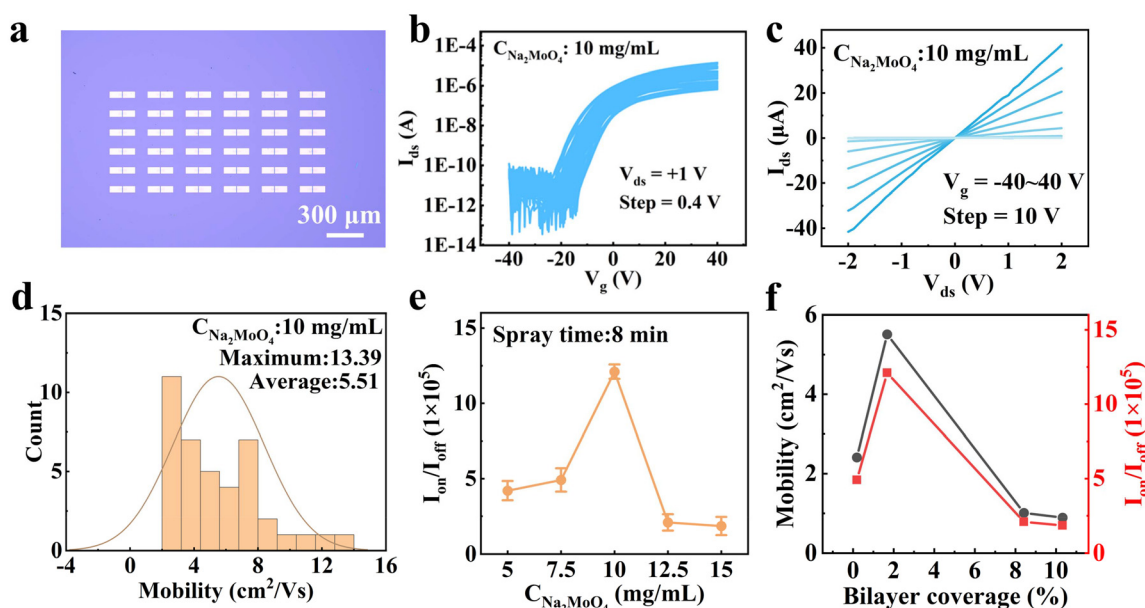 a
300 μm
b
C_Na₂MoO₄: 10 mg/mL
1E-4
1E-6
1E-8
1E-10
1E-12
1E-14
I_ds (A)
V_ds = +1 V
Step = 0.4 V
-40 -20 0 20 40
V_g (V)
c
C_Na₂MoO₄:10 mg/mL
40
20
0
-20
-40
I_ds (μA)
V_g = -40~40 V
Step = 10 V
-2 -1 0 1 2
V_ds (V)
d
C_Na₂MoO₄:10 mg/mL
Maximum:13.39
Average:5.51
15
10
5
0
Count
-4 0 4 8 12 16
Mobility (cm²/Vs)
e
Spray time:8 min
15
10
5
0
I_on/I_off (1×10⁵)
5 7.5 10 12.5 15
C_Na₂MoO₄ (mg/mL)
f
6
4
2
0
Mobility (cm²/Vs)
15
10
5
0
I_on/I_off (1×10⁵)
0 2 4 6 8 10
Bilayer coverage (%)